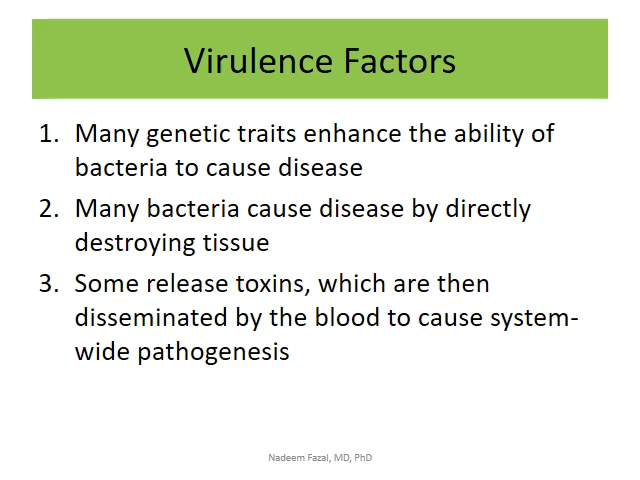 Virulence Factors
1. Many genetic traits enhance the ability of
bacteria to cause disease
2. Many bacteria cause disease by directly
destroying tissue
3. Some release toxins, which are then
disseminated by the blood to cause system-
wide pathogenesis
Nadeem Fazal, MD, PhD